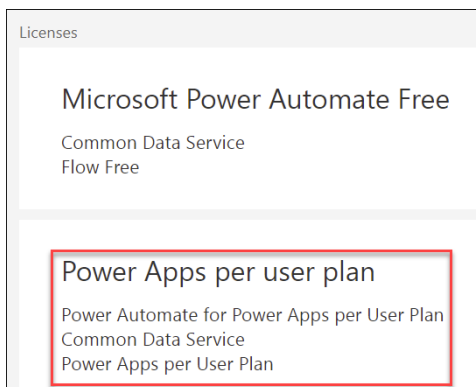 Licenses
Microsoft Power Automate Free
Common Data Service
Flow Free
Power Apps per user plan
Power Automate for Power Apps per User Plan
Common Data Service
Power Apps per User Plan